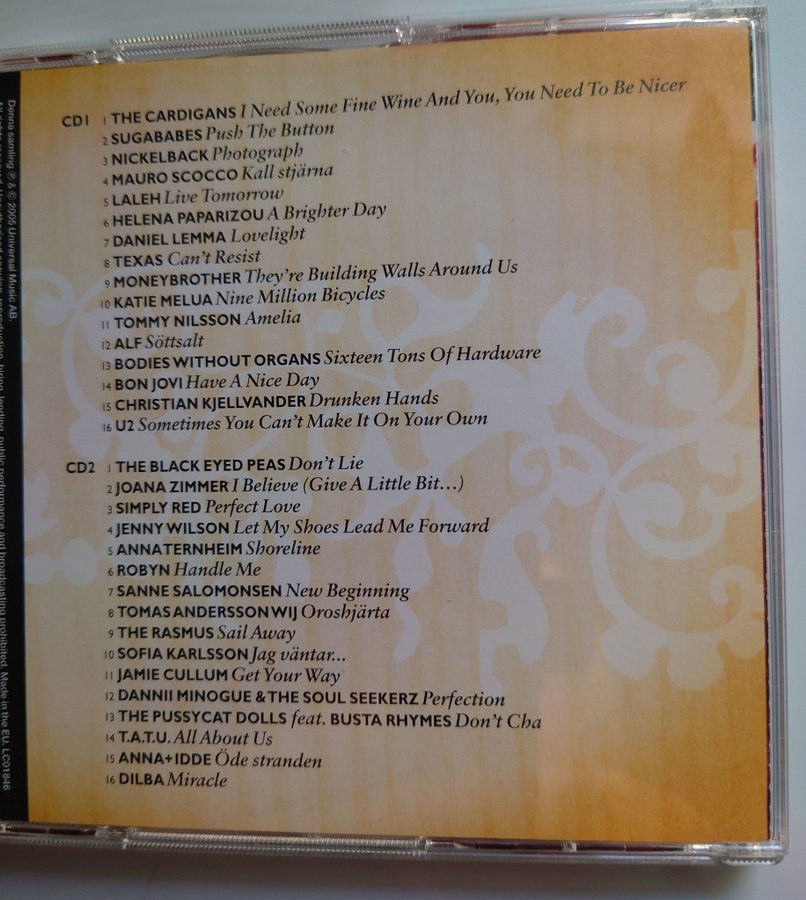 CD1 1 THE CARDIGANS I Need Some Fine Wine And You, You Need To Be Nicer
2 SUGABABES Push The Button
3 NICKELBACK Photograph
4 MAURO SCOCCO Kall stjärna
5 LALEH Live Tomorrow
6 HELENA PAPARIZOU A Brighter Day
7 DANIEL LEMMA Lovelight
8 TEXAS Can't Resist
9 MONEYBROTHER They're Building Walls Around Us
10 KATIE MELUA Nine Million Bicycles
11 TOMMY NILSSON Amelia
12 ALF Söttsalt
13 BODIES WITHOUT ORGANS Sixteen Tons Of Hardware
14 BON JOVI Have A Nice Day
15 CHRISTIAN KJELLVANDER Drunken Hands
16 U2 Sometimes You Can't Make It On Your Own
CD2 1 THE BLACK EYED PEAS Don't Lie
2 JOANA ZIMMER I Believe (Give A Little Bit...)
3 SIMPLY RED Perfect Love
4 JENNY WILSON Let My Shoes Lead Me Forward
5 ANNA TERNHEIM Shoreline
6 ROBYN Handle Me
7 SANNE SALOMONSEN New Beginning
8 TOMAS ANDERSSON WIJ Oroshjärta
9 THE RASMUS Sail Away
10 SOFIA KARLSSON Jag väntar...
11 JAMIE CULLUM Get Your Way
12 DANNII MINOGUE & THE SOUL SEEKERZ Perfection
13 THE PUSSYCAT DOLLS feat. BUSTA RHYMES Don't Cha
14 T.A.T.U. All About Us
15 ANNA+IDDE Öde stranden
16 DILBA Miracle
Denna samling ℗ & © 2005 Universal Music AB.
reproduction, hiring, lending, public performance and broadcasting prohibited. Made in the EU. LC01846